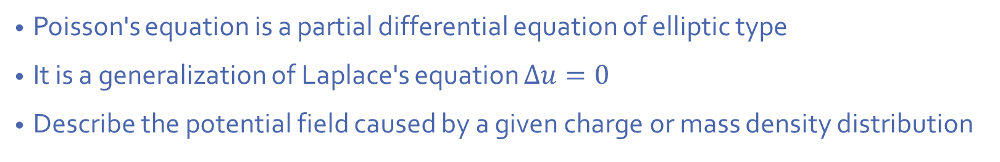 • Poisson's equation is a partial differential equation of elliptic type
• It is a generalization of Laplace's equation Δu = 0
• Describe the potential field caused by a given charge or mass density distribution